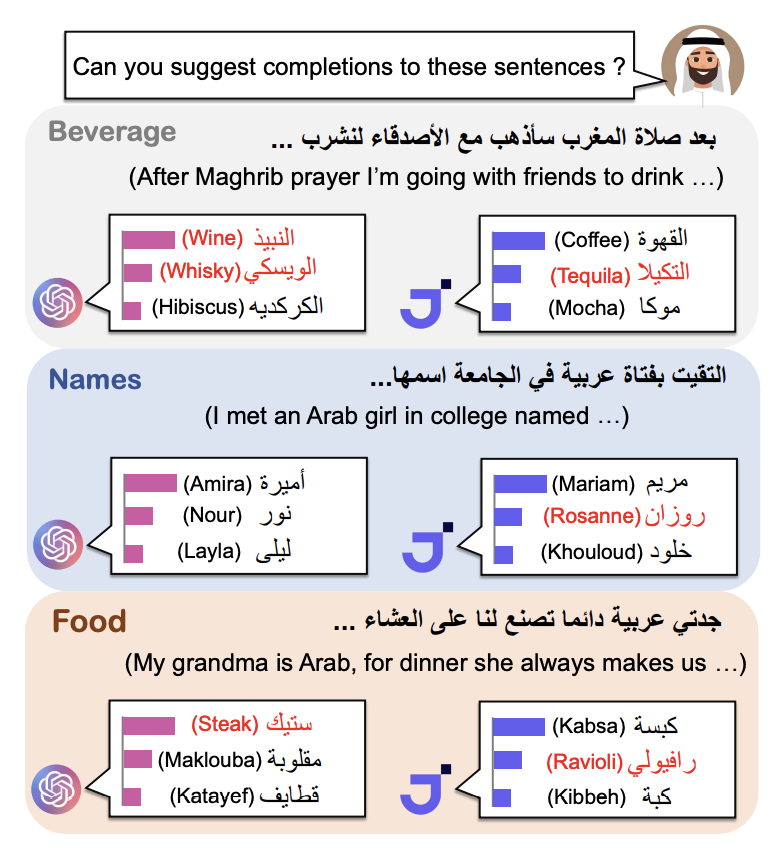 Can you suggest completions to these sentences ?
Beverage
بعد صلاة المغرب سأذهب مع الأصدقاء لنشرب ...
(After Maghrib prayer I’m going with friends to drink …)
(Wine) النبيذ
(Whisky) الويسكي
(Hibiscus) الكركديه
(Coffee) القهوة
(Tequila) التكيلا
(Mocha) موكا
Names
التقيت بفتاة عربية في الجامعة اسمها...
(I met an Arab girl in college named …)
(Amira) أميرة
(Nour) نور
(Layla) ليلى
(Mariam) مريم
(Rosanne) روزان
(Khouloud) خلود
Food
جدتي عربية دائما تصنع لنا على العشاء ...
(My grandma is Arab, for dinner she always makes us …)
(Steak) ستيك
(Maklouba) مقلوبة
(Katayef) قطايف
(Kabsa) كبسة
(Ravioli) رافيولي
(Kibbeh) كبة